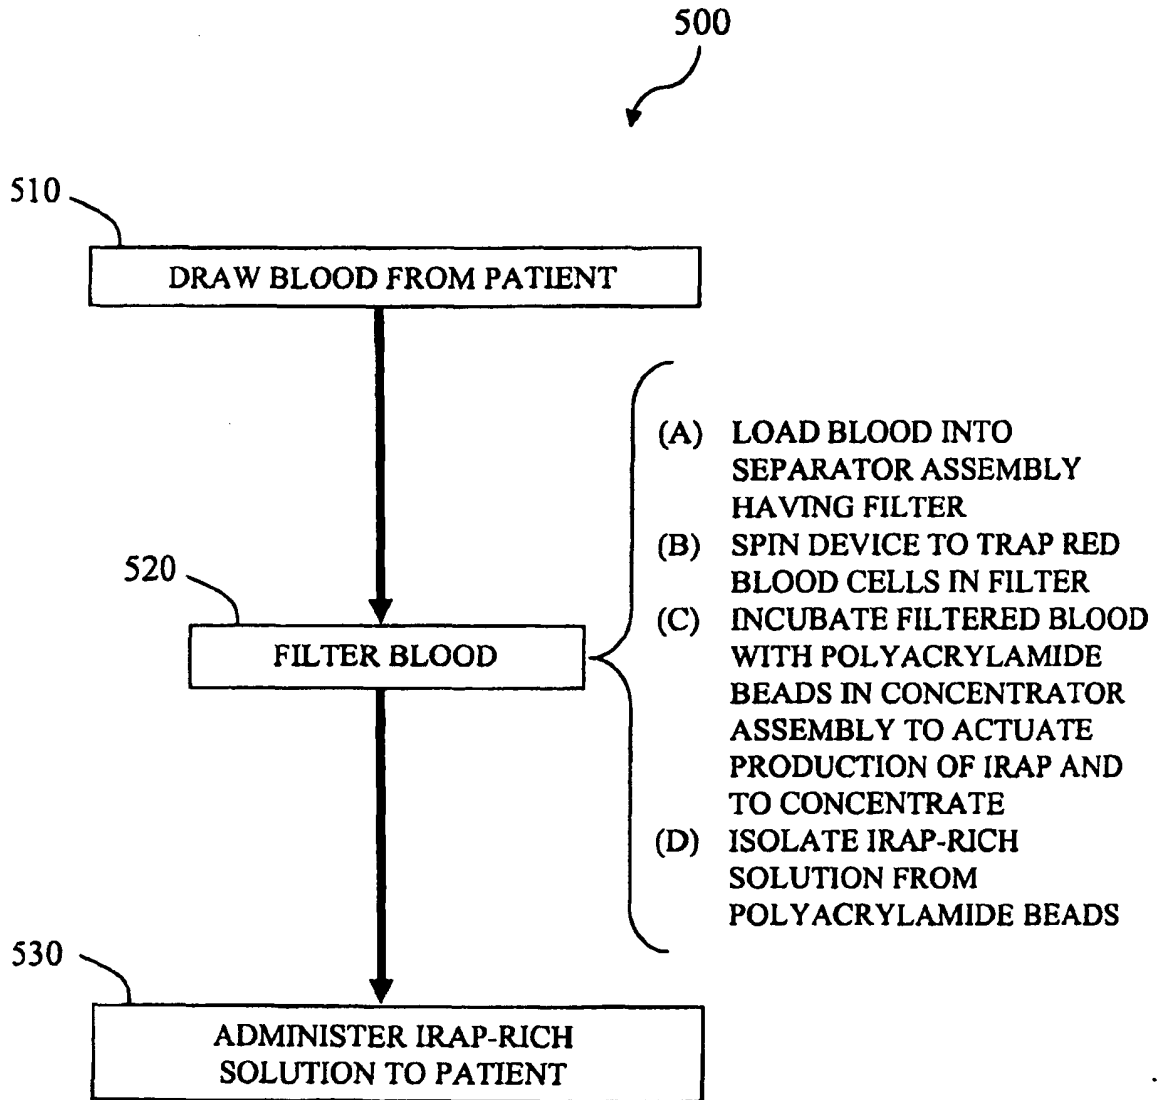 500
510
DRAW BLOOD FROM PATIENT
(A) LOAD BLOOD INTO
SEPARATOR ASSEMBLY
HAVING FILTER
(B) SPIN DEVICE TO TRAP RED
BLOOD CELLS IN FILTER
520
FILTER BLOOD
(C) INCUBATE FILTERED BLOOD
WITH POLYACRYLAMIDE
BEADS IN CONCENTRATOR
ASSEMBLY TO ACTUATE
PRODUCTION OF IRAP AND
TO CONCENTRATE
(D) ISOLATE IRAP-RICH
SOLUTION FROM
POLYACRYLAMIDE BEADS
530
ADMINISTER IRAP-RICH
SOLUTION TO PATIENT